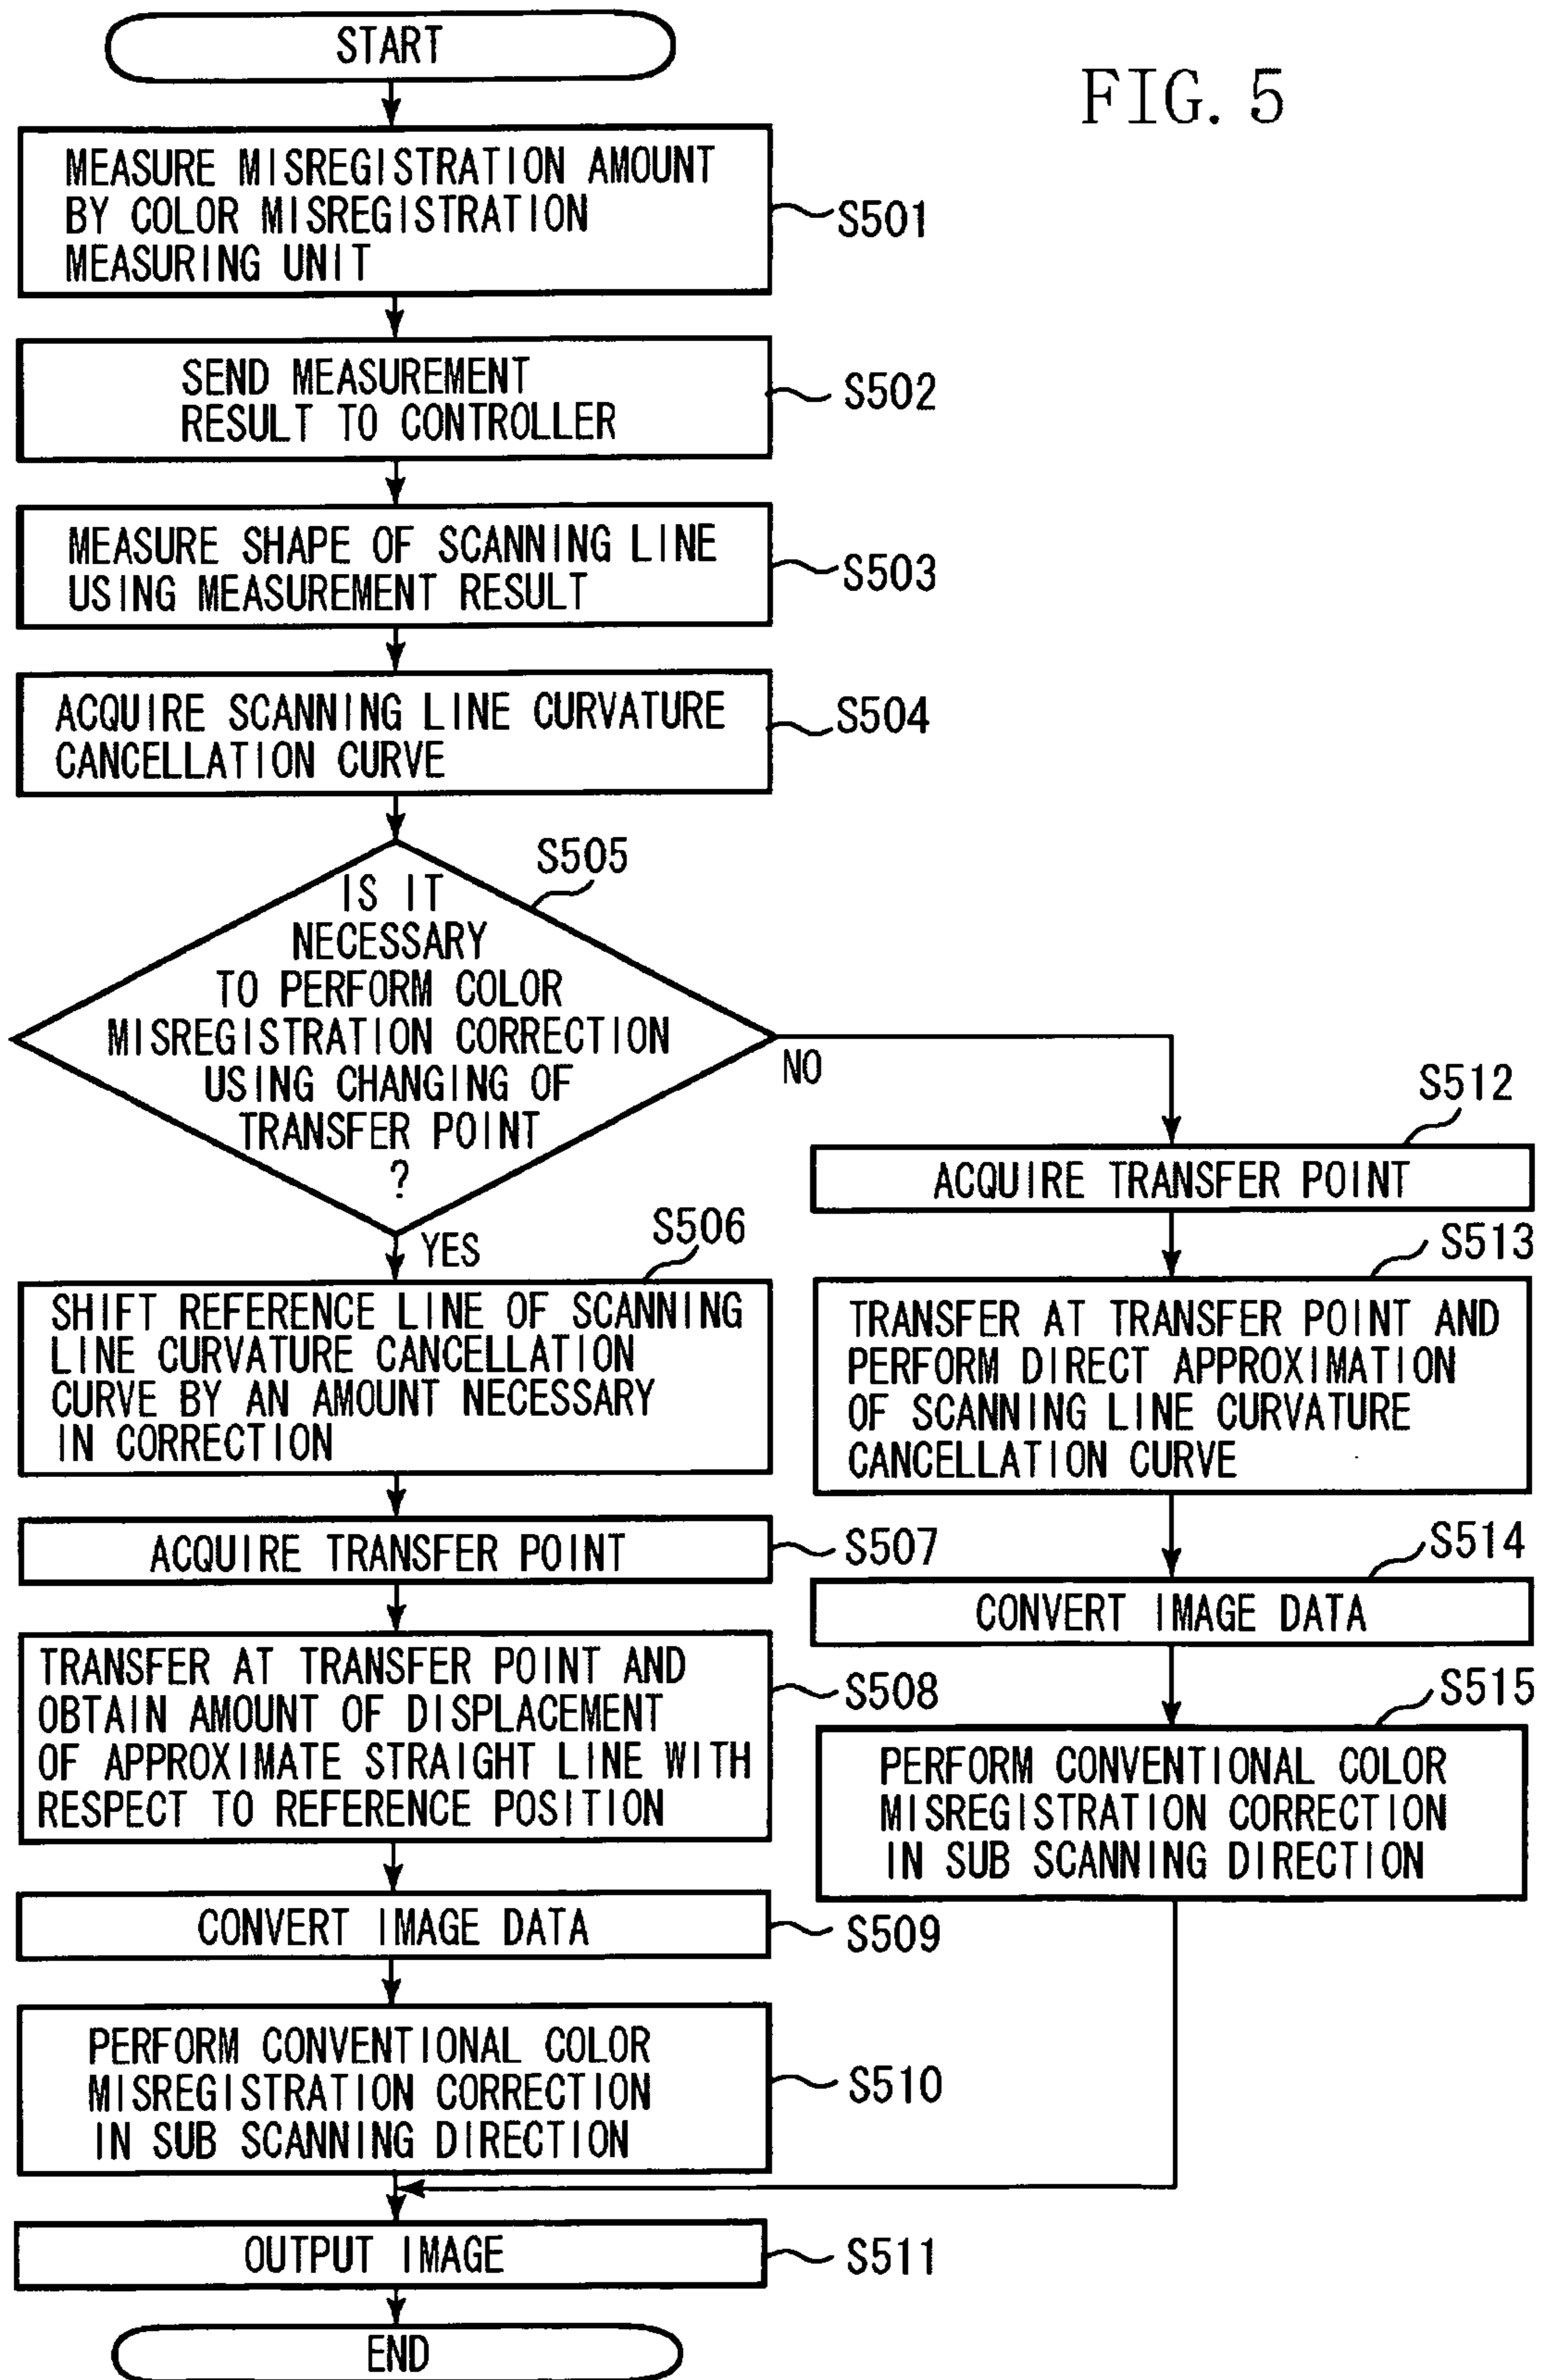 START
FIG. 5
MEASURE MISREGISTRATION AMOUNT
BY COLOR MISREGISTRATION
MEASURING UNIT
S501
SEND MEASUREMENT
RESULT TO CONTROLLER
S502
MEASURE SHAPE OF SCANNING LINE
USING MEASUREMENT RESULT
S503
ACQUIRE SCANNING LINE CURVATURE
CANCELLATION CURVE
S504
S505
IS IT
NECESSARY
TO PERFORM COLOR
MISREGISTRATION CORRECTION
USING CHANGING OF
TRANSFER POINT
?
NO
YES
S506
SHIFT REFERENCE LINE OF SCANNING
LINE CURVATURE CANCELLATION
CURVE BY AN AMOUNT NECESSARY
IN CORRECTION
ACQUIRE TRANSFER POINT
S507
TRANSFER AT TRANSFER POINT AND
OBTAIN AMOUNT OF DISPLACEMENT
OF APPROXIMATE STRAIGHT LINE WITH
RESPECT TO REFERENCE POSITION
S508
CONVERT IMAGE DATA
S509
PERFORM CONVENTIONAL COLOR
MISREGISTRATION CORRECTION
IN SUB SCANNING DIRECTION
S510
S512
ACQUIRE TRANSFER POINT
S513
TRANSFER AT TRANSFER POINT AND
PERFORM DIRECT APPROXIMATION
OF SCANNING LINE CURVATURE
CANCELLATION CURVE
S514
CONVERT IMAGE DATA
S515
PERFORM CONVENTIONAL COLOR
MISREGISTRATION CORRECTION
IN SUB SCANNING DIRECTION
OUTPUT IMAGE
S511
END